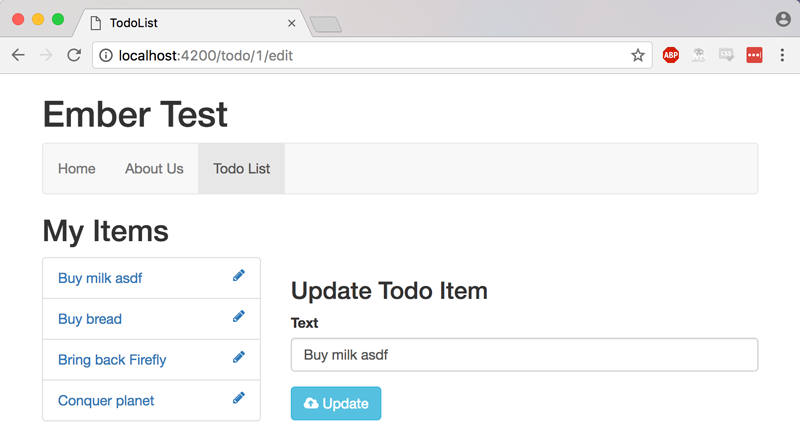 TodoList
localhost:4200/todo/1/edit
ABP
Ember Test
Home About Us Todo List
My Items
Buy milk asdf
Buy bread
Bring back Firefly
Conquer planet
Update Todo Item
Text
Buy milk asdf
Update